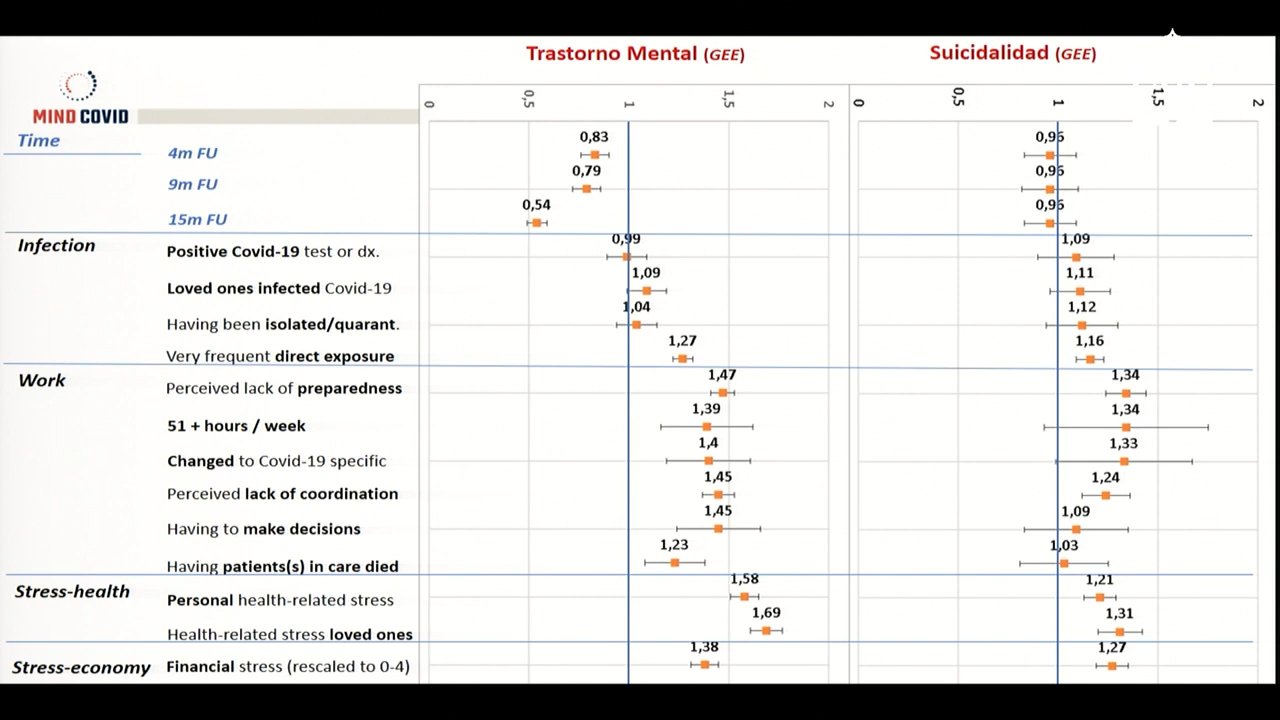 Trastorno Mental (GEE)
Suicidalidad (GEE)
MIND COVID
0 0,5 1 1,5 2
0 0,5 1 1,5 2
Time
4m FU 0,83 0,96
9m FU 0,79 0,96
15m FU 0,54 0,96
Infection
Positive Covid-19 test or dx. 0,99 1,09
Loved ones infected Covid-19 1,09 1,11
Having been isolated/quarant. 1,04 1,12
Very frequent direct exposure 1,27 1,16
Work
Perceived lack of preparedness 1,47 1,34
51 + hours / week 1,39 1,34
Changed to Covid-19 specific 1,4 1,33
Perceived lack of coordination 1,45 1,24
Having to make decisions 1,45 1,09
Having patients(s) in care died 1,23 1,03
Stress-health
Personal health-related stress 1,58 1,21
Health-related stress loved ones 1,69 1,31
Stress-economy
Financial stress (rescaled to 0-4) 1,38 1,27